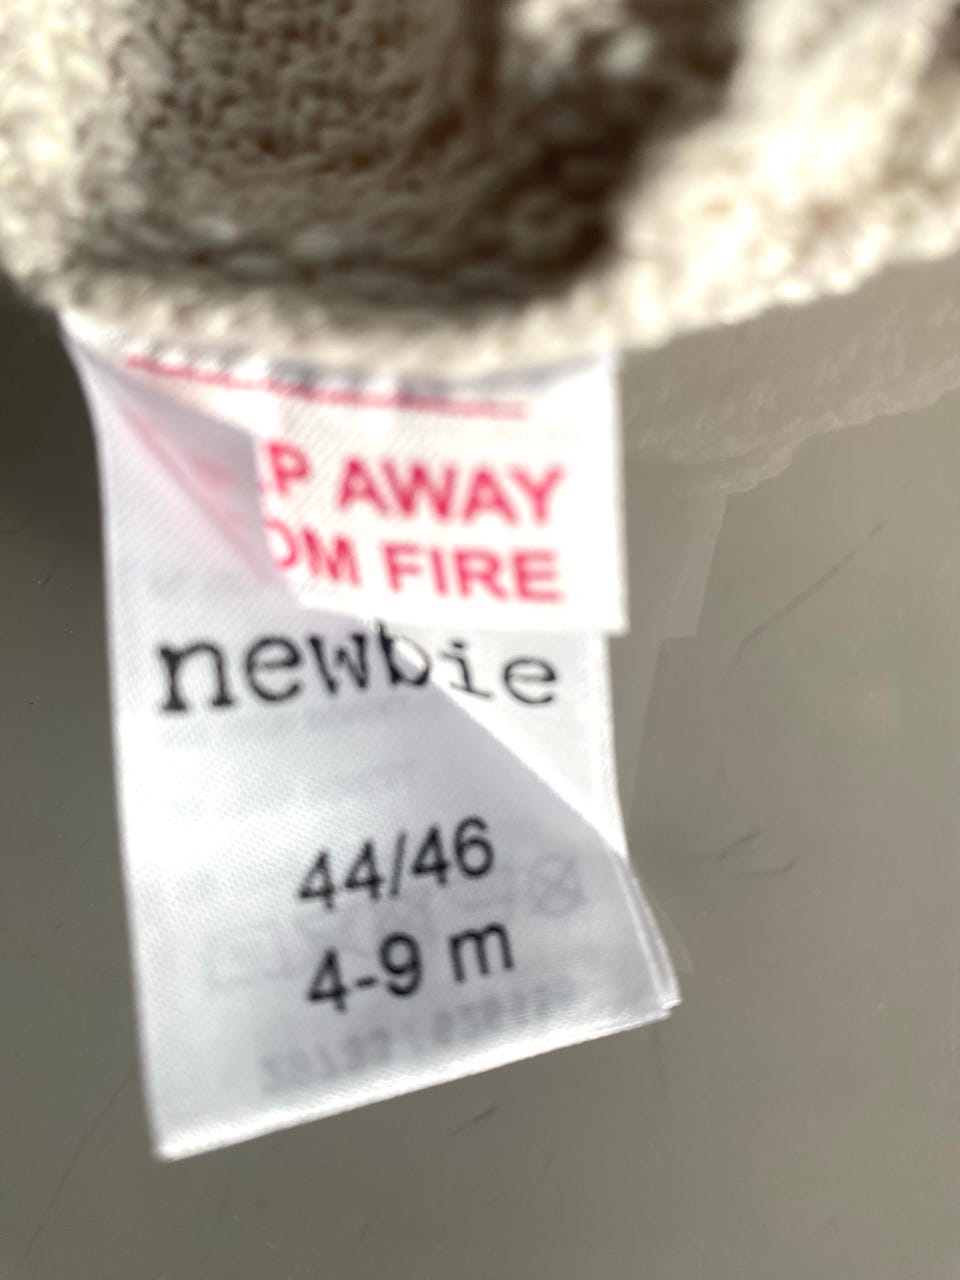 P AWAY
OM FIRE
newbie
44/46
4-9 m